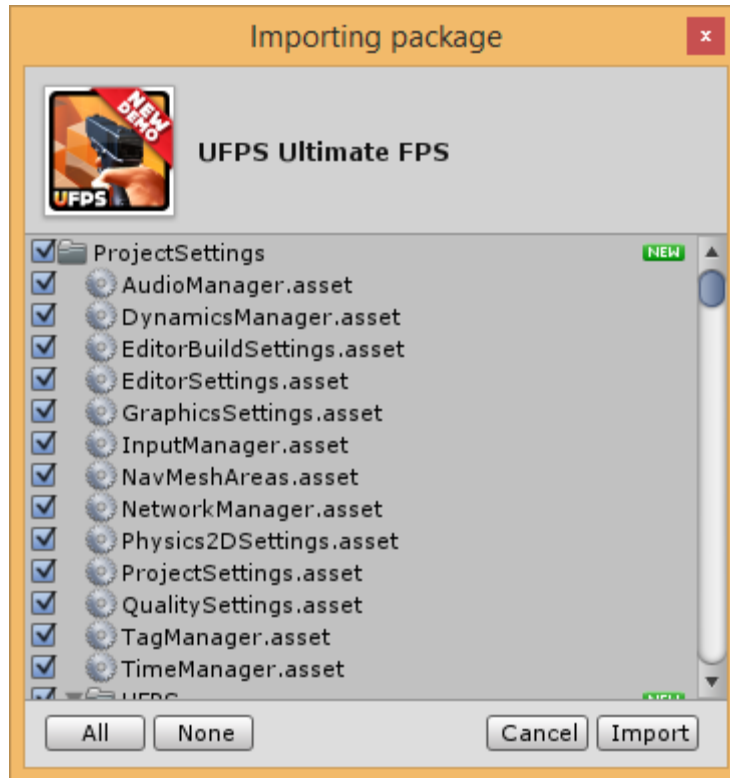 Importing package
x
NEW DEMO
UFPS
UFPS Ultimate FPS
ProjectSettings NEW
AudioManager.asset
DynamicsManager.asset
EditorBuildSettings.asset
EditorSettings.asset
GraphicsSettings.asset
InputManager.asset
NavMeshAreas.asset
NetworkManager.asset
Physics2DSettings.asset
ProjectSettings.asset
QualitySettings.asset
TagManager.asset
TimeManager.asset
UFPS NEW
All None Cancel Import